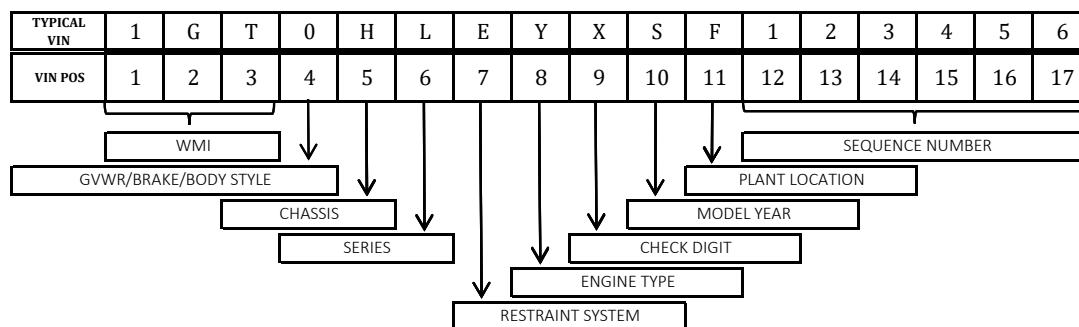 TYPICAL VIN 1 G T 0 H L E Y X S F 1 2 3 4 5 6
VIN POS 1 2 3 4 5 6 7 8 9 10 11 12 13 14 15 16 17
WMI SEQUENCE NUMBER
GVWR/BRAKE/BODY STYLE PLANT LOCATION
CHASSIS MODEL YEAR
SERIES CHECK DIGIT
ENGINE TYPE
RESTRAINT SYSTEM